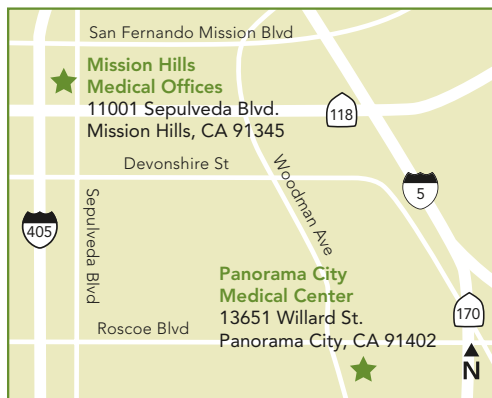 San Fernando Mission Blvd
Mission Hills
Medical Offices
11001 Sepulveda Blvd.
Mission Hills, CA 91345
118
Devonshire St
Woodman Ave
5
Sepulveda Blvd
405
Panorama City
Medical Center
13651 Willard St.
Panorama City, CA 91402
170
Roscoe Blvd
N